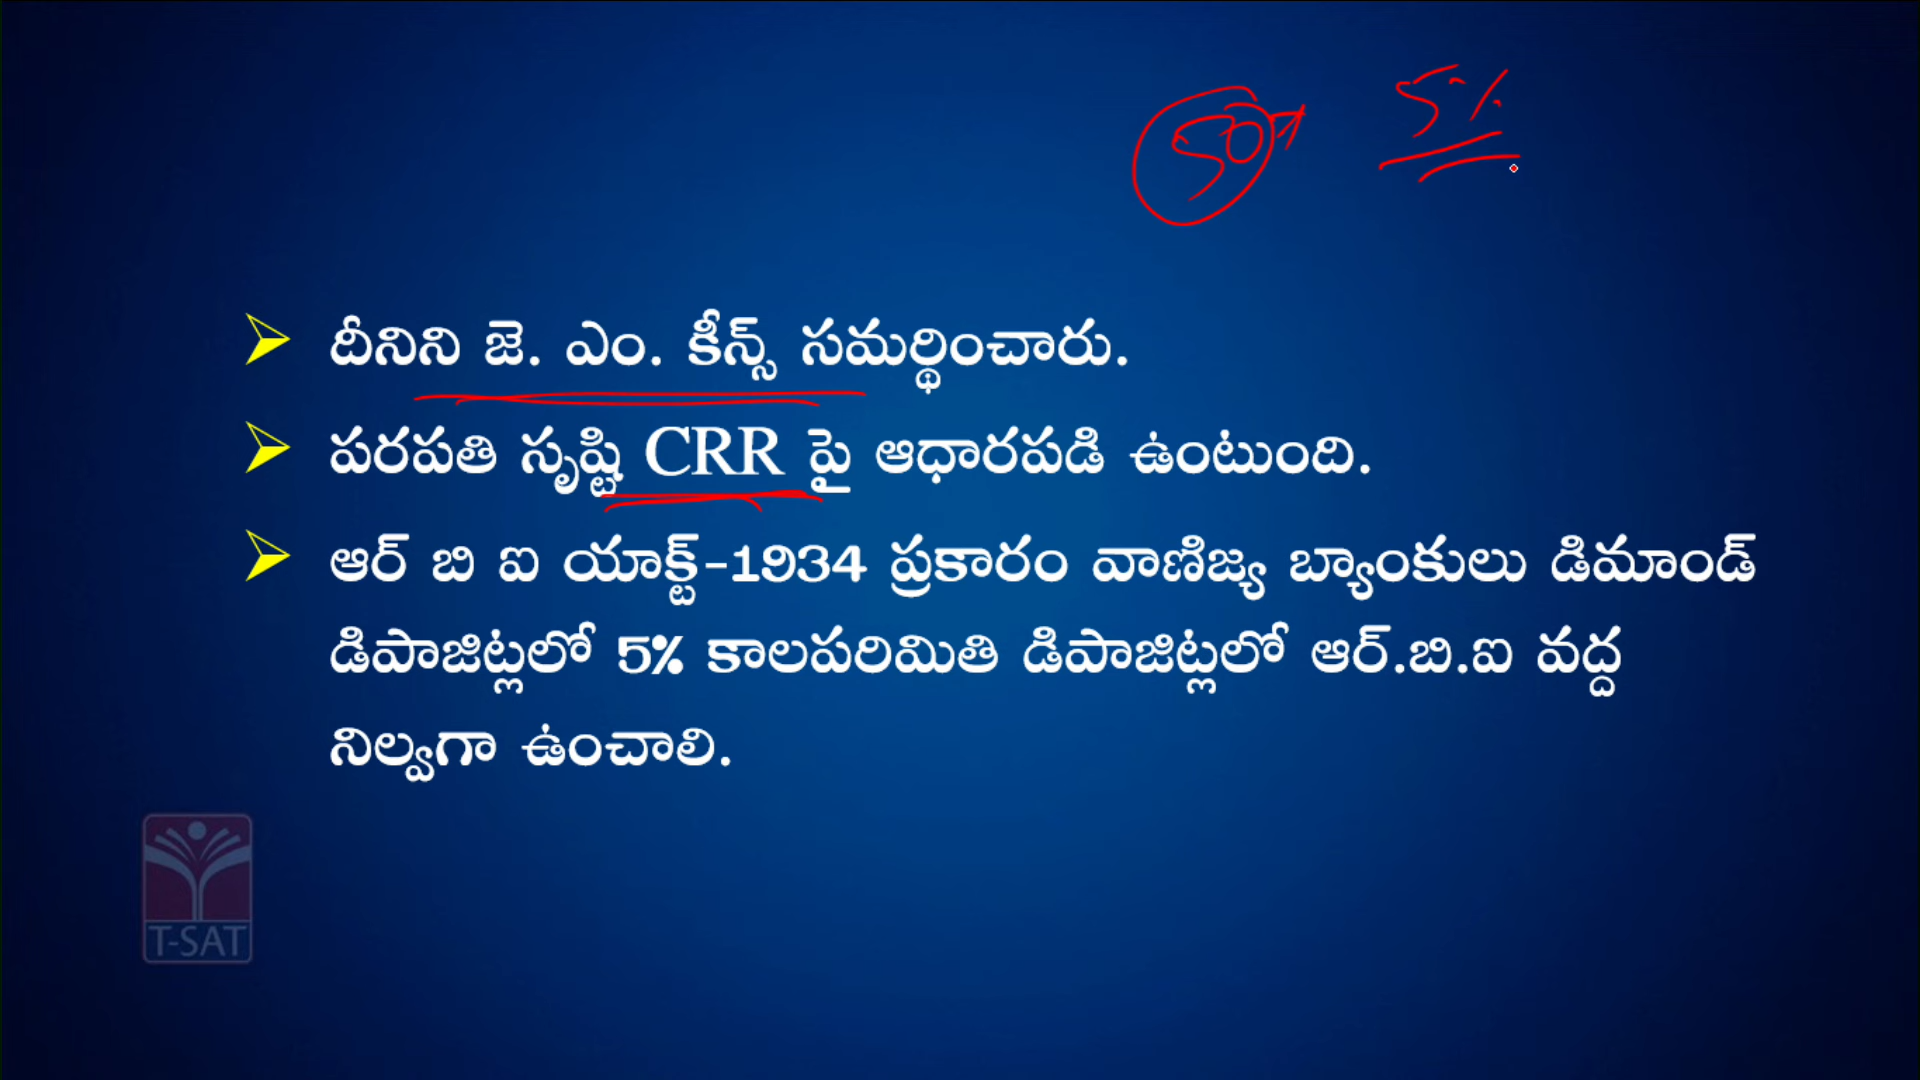 50 5%
దీనిని జె. ఎం. కీన్స్ సమర్థించారు.
పరపతి సృష్టి CRR పై ఆధారపడి ఉంటుంది.
ఆర్ బి ఐ యాక్ట్-1934 ప్రకారం వాణిజ్య బ్యాంకులు డిమాండ్
డిపాజిట్లలో 5% కాలపరిమితి డిపాజిట్లలో ఆర్.బి.ఐ వద్ద
నిల్వగా ఉంచాలి.
T-SAT